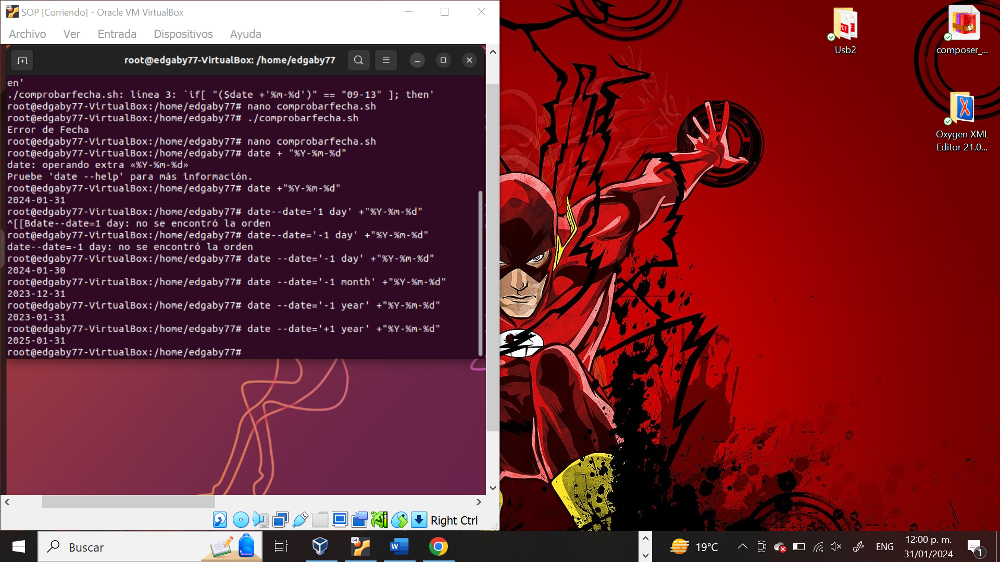 SOP [Corriendo] - Oracle VM VirtualBox
Archivo Ver Entrada Dispositivos Ayuda
root@edgaby77-VirtualBox: /home/edgaby77
en'
./comprobarfecha.sh: línea 3: `if[ "($date +'%m-%d')" == "09-13" ]; then'
root@edgaby77-VirtualBox:/home/edgaby77# nano comprobarfecha.sh
root@edgaby77-VirtualBox:/home/edgaby77# ./comprobarfecha.sh
Error de Fecha
root@edgaby77-VirtualBox:/home/edgaby77# nano comprobarfecha.sh
root@edgaby77-VirtualBox:/home/edgaby77# date + "%Y-%m-%d"
date: operando extra «%Y-%m-%d»
Pruebe 'date --help' para más información.
root@edgaby77-VirtualBox:/home/edgaby77# date +"%Y-%m-%d"
2024-01-31
root@edgaby77-VirtualBox:/home/edgaby77# date--date='1 day' +"%Y-%m-%d"
^[[Bdate--date=1 day: no se encontró la orden
root@edgaby77-VirtualBox:/home/edgaby77# date--date='-1 day' +"%Y-%m-%d"
date--date=-1 day: no se encontró la orden
root@edgaby77-VirtualBox:/home/edgaby77# date --date='-1 day' +"%Y-%m-%d"
2024-01-30
root@edgaby77-VirtualBox:/home/edgaby77# date --date='-1 month' +"%Y-%m-%d"
2023-12-31
root@edgaby77-VirtualBox:/home/edgaby77# date --date='-1 year' +"%Y-%m-%d"
2023-01-31
root@edgaby77-VirtualBox:/home/edgaby77# date --date='+1 year' +"%Y-%m-%d"
2025-01-31
root@edgaby77-VirtualBox:/home/edgaby77#
Right Ctrl
Usb2
composer_...
Oxygen XML
Editor 21.0...
Buscar
19°C
ENG
12:00 p. m.
31/01/2024
1